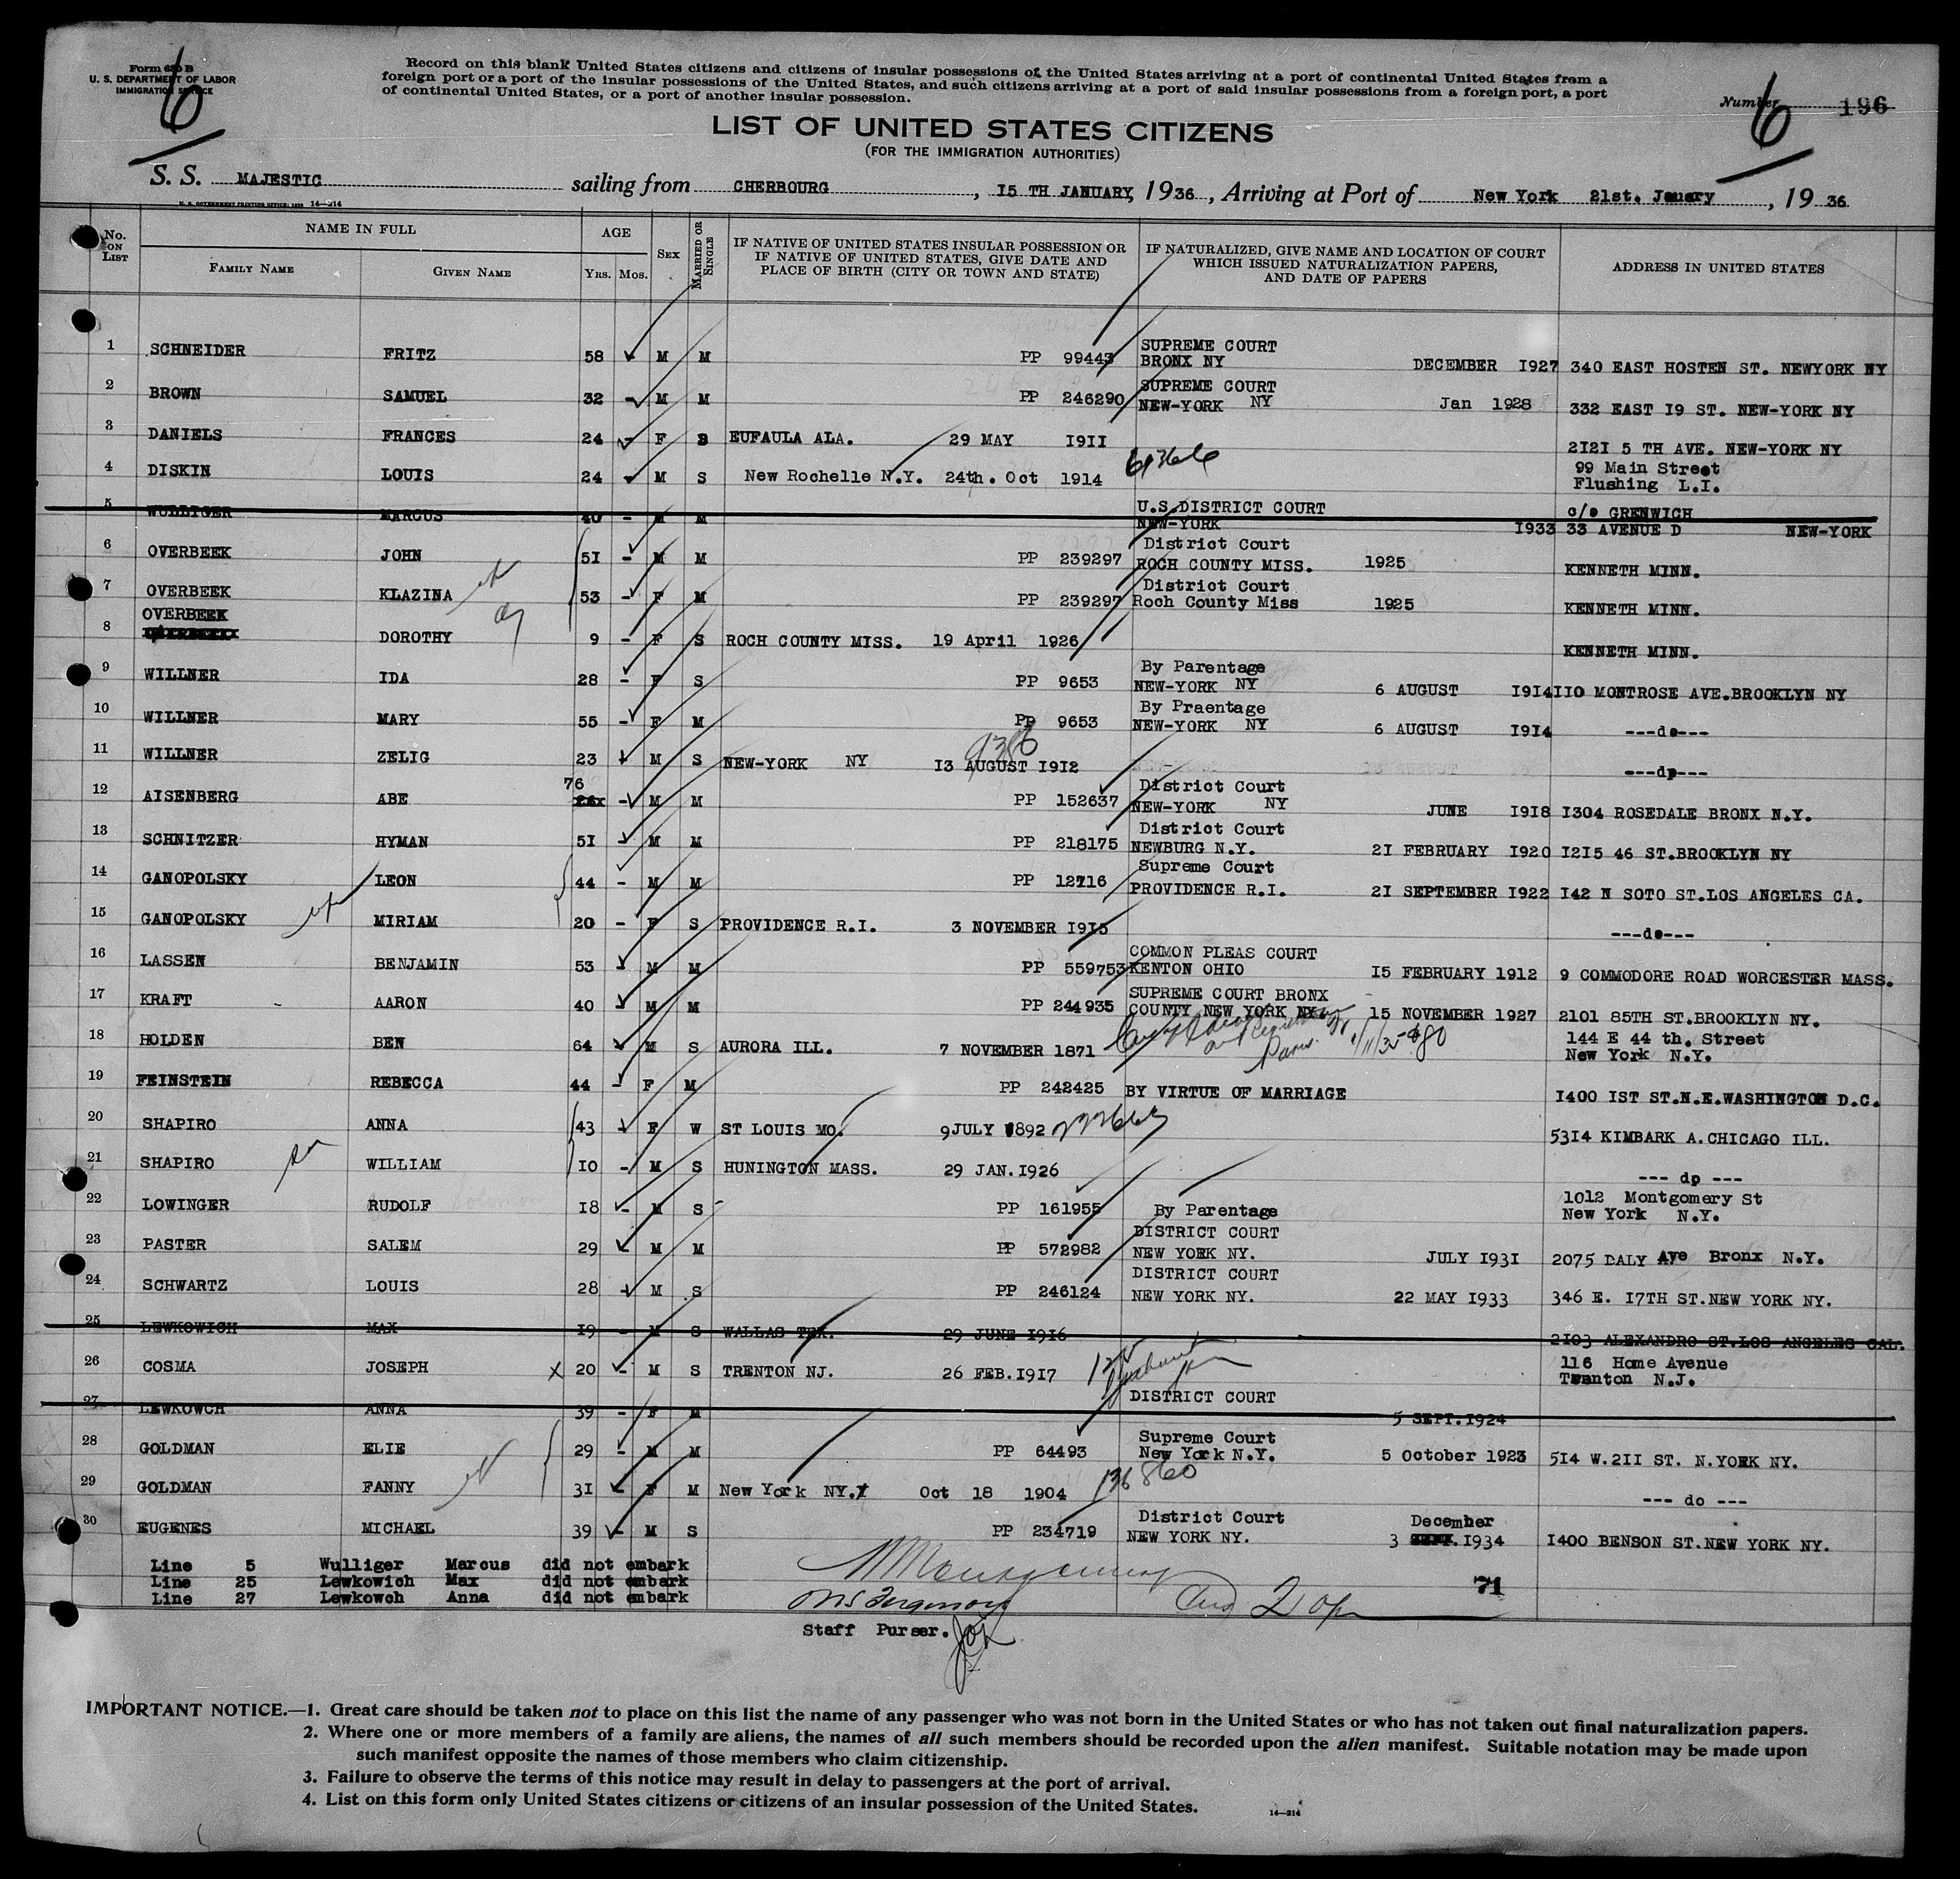 Form 630 B
U. S. DEPARTMENT OF LABOR
IMMIGRATION SERVICE
6
Record on this blank United States citizens and citizens of insular possessions of the United States arriving at a port of continental United States from a
foreign port or a port of the insular possessions of the United States, and such citizens arriving at a port of said insular possessions from a foreign port, a port
of continental United States, or a port of another insular possession.
Number 6 196
LIST OF UNITED STATES CITIZENS
(FOR THE IMMIGRATION AUTHORITIES)
S. S. MAJESTIC sailing from CHERBOURG, 15 TH JANUARY, 1936, Arriving at Port of New York 21st. January, 19 36
U. S. GOVERNMENT PRINTING OFFICE: 14—214
No. ON LIST NAME IN FULL FAMILY NAME GIVEN NAME AGE YRS. MOS. SEX MARRIED OR SINGLE IF NATIVE OF UNITED STATES INSULAR POSSESSION OR IF NATIVE OF UNITED STATES, GIVE DATE AND PLACE OF BIRTH (CITY OR TOWN AND STATE) IF NATURALIZED, GIVE NAME AND LOCATION OF COURT WHICH ISSUED NATURALIZATION PAPERS, AND DATE OF PAPERS ADDRESS IN UNITED STATES
1 SCHNEIDER FRITZ 58 - M M PP 99443 SUPREME COURT BRONX NY DECEMBER 1927 340 EAST HOSTEN ST. NEWYORK NY
2 BROWN SAMUEL 32 - M M PP 246290 SUPREME COURT NEW-YORK NY Jan 1928 332 EAST 19 ST. NEW-YORK NY
3 DANIELS FRANCES 24 - F S EUFAULA ALA. 29 MAY 1911 2121 5 TH AVE. NEW-YORK NY
4 DISKIN LOUIS 24 - M S New Rochelle N.Y. 24th. Oct 1914 61366 99 Main Street Flushing L.I.
5 WULLIGER MARCUS 40 - M M U.S.DISTRICT COURT NEW-YORK 1933 c/o GRENWICH 33 AVENUE D NEW-YORK
6 OVERBEEK JOHN 51 - M M PP 239297 District Court ROCH COUNTY MISS. 1925 KENNETH MINN.
7 OVERBEEK KLAZINA 53 - F M PP 239297 District Court Roch County Miss 1925 KENNETH MINN.
8 OVERBEEK DOROTHY 9 - F S ROCH COUNTY MISS. 19 April 1926 KENNETH MINN.
9 WILLNER IDA 28 - F S PP 9653 By Parentage NEW-YORK NY 6 AUGUST 1914 110 MONTROSE AVE.BROOKLYN NY
10 WILLNER MARY 55 - F M PP 9653 By Praentage NEW-YORK NY 6 AUGUST 1914 ---do---
11 WILLNER ZELIG 23 - M S NEW-YORK NY 13 AUGUST 1912 ---dp---
12 AISENBERG ABE 76 - M M PP 152637 District Court NEW-YORK NY JUNE 1918 1304 ROSEDALE BRONX N.Y.
13 SCHNITZER HYMAN 51 - M M PP 218175 District Court NEWBURG N.Y. 21 FEBRUARY 1920 1215 46 ST.BROOKLYN NY
14 GANOPOLSKY LEON 44 - M M PP 12716 Supreme Court PROVIDENCE R.I. 21 SEPTEMBER 1922 142 N SOTO ST.LOS ANGELES CA.
15 GANOPOLSKY MIRIAM 20 - F S PROVIDENCE R.I. 3 NOVEMBER 1915 ---do---
16 LASSEN BENJAMIN 53 - M M PP 559753 COMMON PLEAS COURT KENTON OHIO 15 FEBRUARY 1912 9 COMMODORE ROAD WORCESTER MASS.
17 KRAFT AARON 40 - M M PP 244935 SUPREME COURT BRONX COUNTY NEW YORK NY. 15 NOVEMBER 1927 2101 85TH ST.BROOKLYN NY.
18 HOLDEN BEN 64 - M S AURORA ILL. 7 NOVEMBER 1871 144 E 44 th. Street New York N.Y.
19 FEINSTEIN REBECCA 44 - F M PP 242425 BY VIRTUE OF MARRIAGE 1400 1ST ST.N.E.WASHINGTON D.C.
20 SHAPIRO ANNA 43 - F W ST LOUIS MO. 9JULY 1892 5314 KIMBARK A.CHICAGO ILL.
21 SHAPIRO WILLIAM 10 - M S HUNINGTON MASS. 29 JAN.1926 --- dp ---
22 LOWINGER RUDOLF 18 - M S PP 161955 By Parentage 1012 Montgomery St New York N.Y.
23 PASTER SALEM 29 - M M PP 572982 DISTRICT COURT NEW YORK NY. JULY 1931 2075 DALY Ave Bronx N.Y.
24 SCHWARTZ LOUIS 28 - M S PP 246124 DISTRICT COURT NEW YORK NY. 22 MAY 1933 346 E. 17TH ST.NEW YORK NY.
25 LEWKOWICH MAX 19 - M S WALLAS TEX. 29 JUNE 1916 2103 ALEXANDRO ST.LOS ANGELES CAL.
26 COSMA JOSEPH X 20 - M S TRENTON NJ. 26 FEB.1917 116 Home Avenue Trenton N.J.
27 LEWKOWCH ANNA 39 - F M DISTRICT COURT 5 SEPT.1924
28 GOLDMAN ELIE 29 - M M PP 64493 Supreme Court New York N.Y. 5 October 1923 514 W.211 ST. N.YORK NY.
29 GOLDMAN FANNY 31 - F M New York NY. Oct 18 1904 136860 --- do ---
30 EUGENES MICHAEL 39 - M S PP 234719 District Court NEW YORK NY. 3 December 1934 1400 BENSON ST.NEW YORK NY.
Line 5 Wulliger Marcus did not embark
Line 25 Lewkowich Max did not embark
Line 27 Lewkowch Anna did not embark
71
Staff Purser.
IMPORTANT NOTICE.—1. Great care should be taken not to place on this list the name of any passenger who was not born in the United States or who has not taken out final naturalization papers.
2. Where one or more members of a family are aliens, the names of all such members should be recorded upon the alien manifest. Suitable notation may be made upon
such manifest opposite the names of those members who claim citizenship.
3. Failure to observe the terms of this notice may result in delay to passengers at the port of arrival.
4. List on this form only United States citizens or citizens of an insular possession of the United States.
14—214